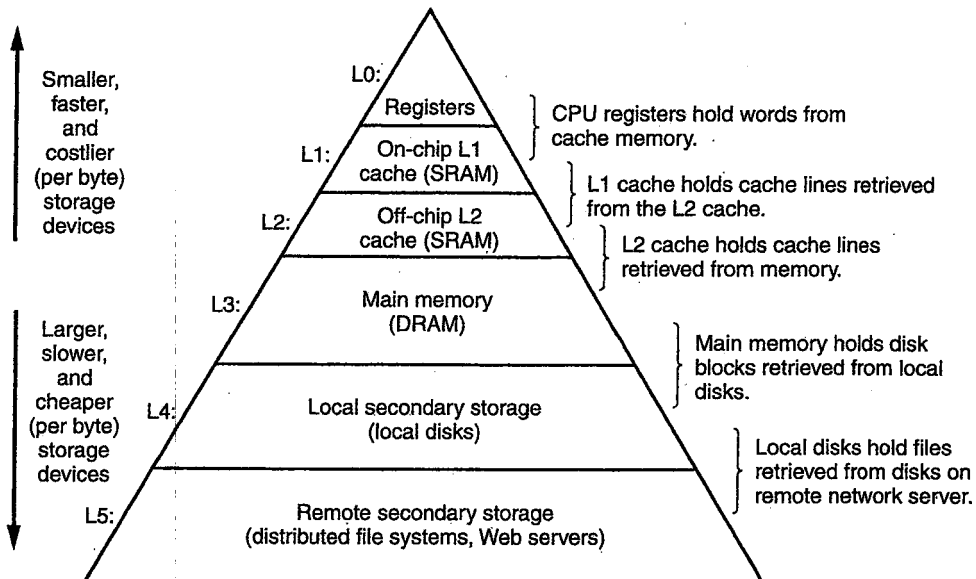 Smaller,
faster,
and
costlier
(per byte)
storage
devices
Larger,
slower,
and
cheaper
(per byte)
storage
devices
L0:
Registers
L1:
On-chip L1
cache (SRAM)
L2:
Off-chip L2
cache (SRAM)
L3:
Main memory
(DRAM)
L4:
Local secondary storage
(local disks)
L5:
Remote secondary storage
(distributed file systems, Web servers)
CPU registers hold words from
cache memory.
L1 cache holds cache lines retrieved
from the L2 cache.
L2 cache holds cache lines
retrieved from memory.
Main memory holds disk
blocks retrieved from local
disks.
Local disks hold files
retrieved from disks on
remote network server.